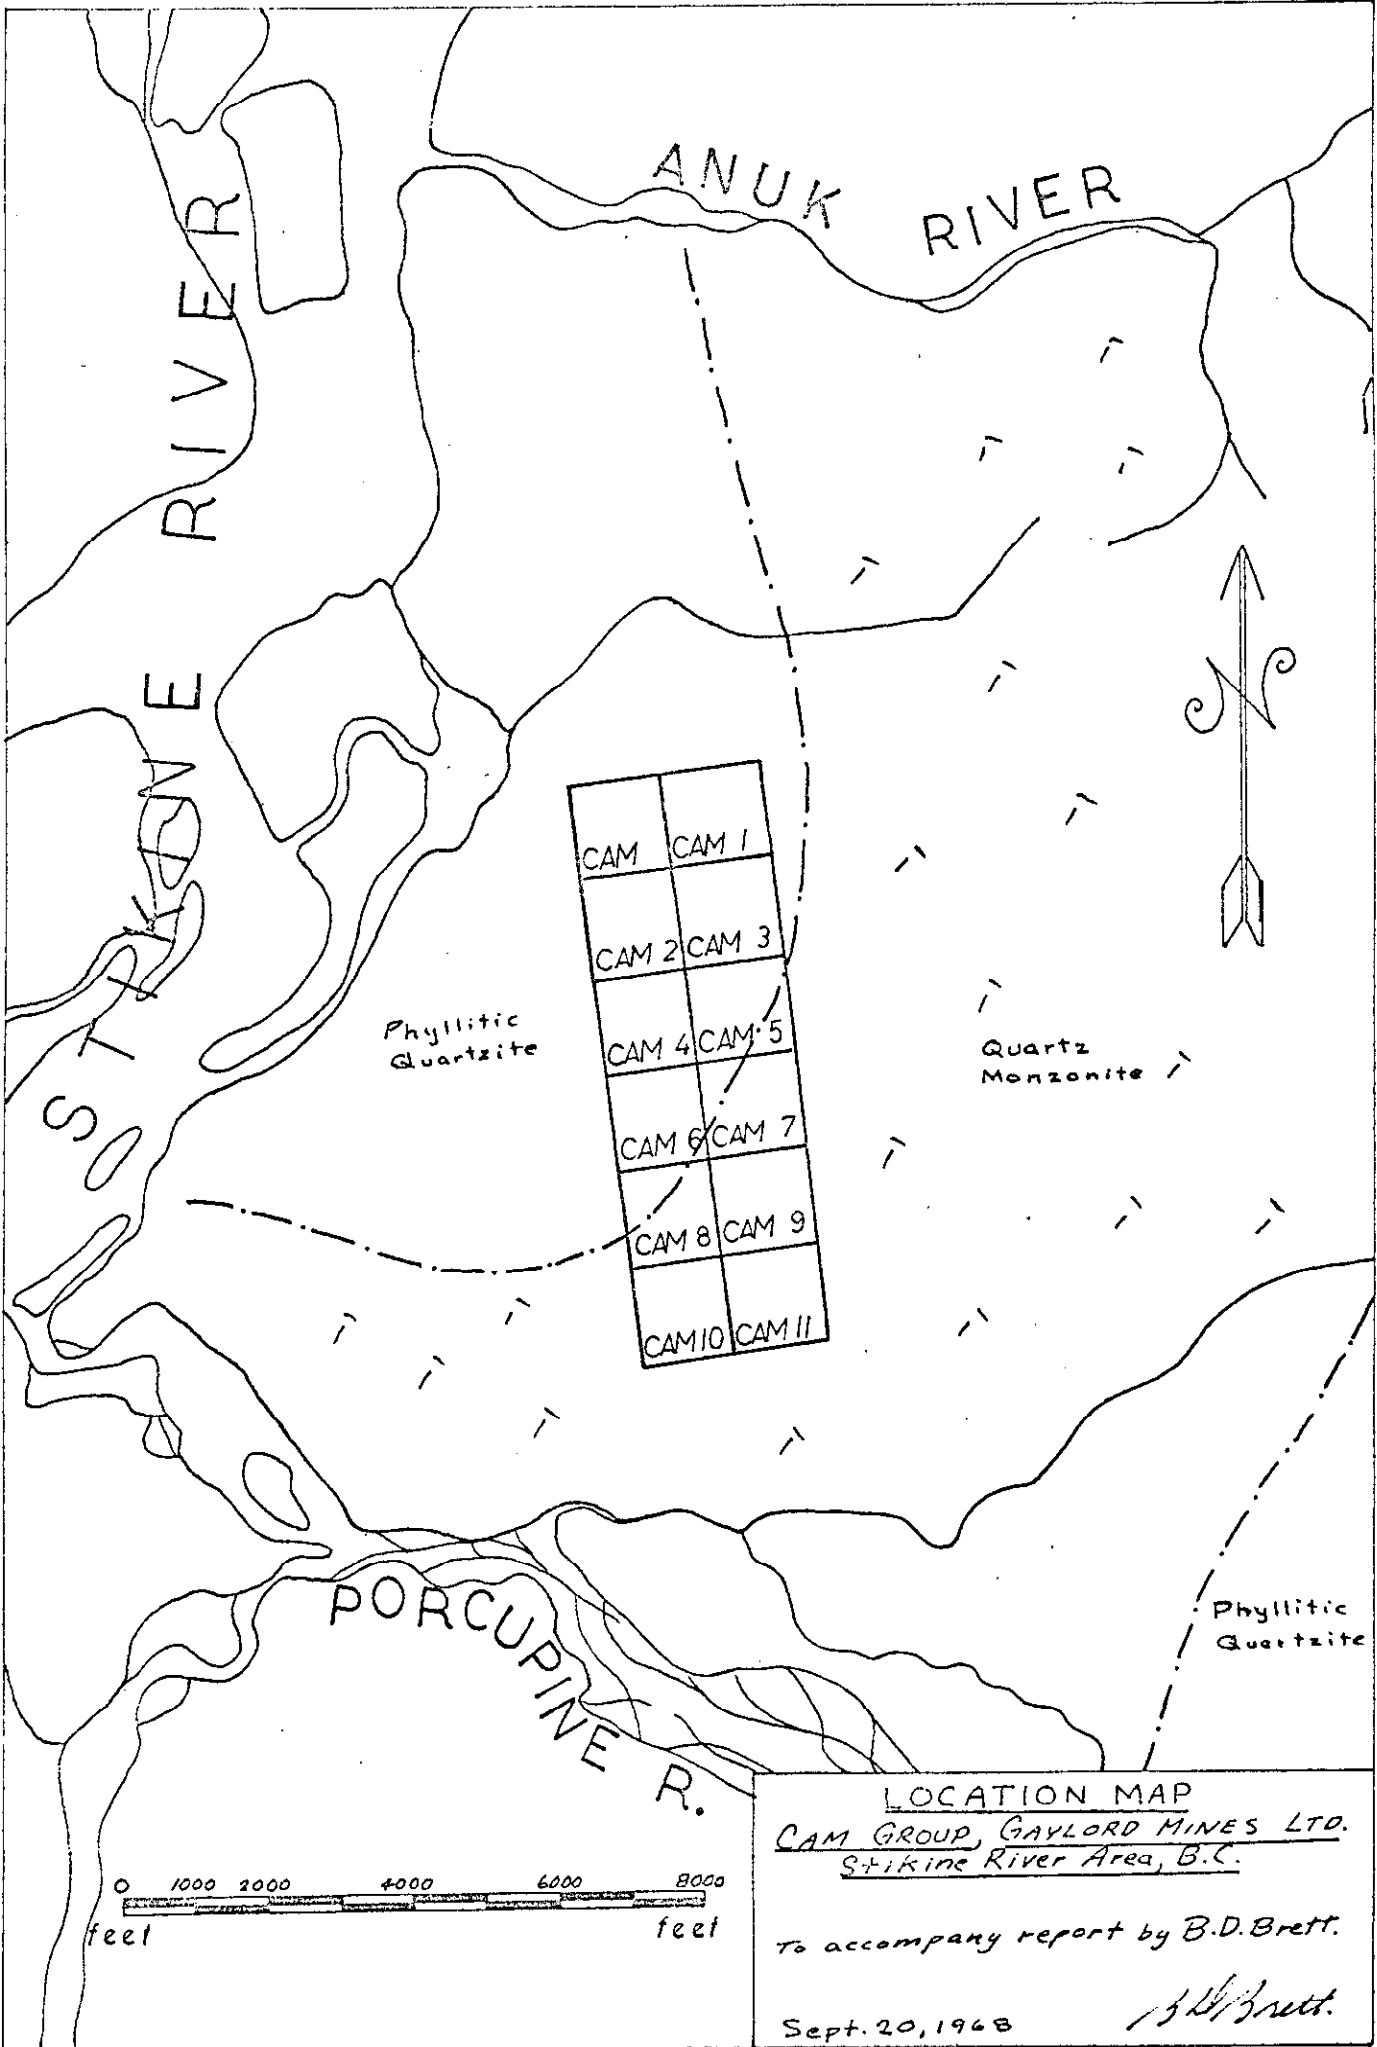 ANUK RIVER
STIKINE RIVER
N
CAM
CAM 1
CAM 2
CAM 3
CAM 4
CAM 5
CAM 6
CAM 7
CAM 8
CAM 9
CAM 10
CAM 11
Phyllitic
Quartzite
Quartz
Monzonite
Phyllitic
Quartzite
PORCUPINE R.
0 1000 2000 4000 6000 8000
feet feet
LOCATION MAP
CAM GROUP, GAYLORD MINES LTD.
Stikine River Area, B.C.
To accompany report by B.D. Brett.
B D Brett.
Sept. 20, 1968